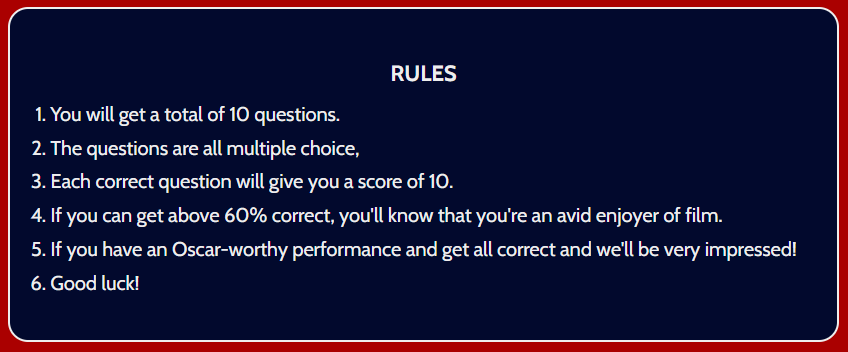 RULES
1. You will get a total of 10 questions.
2. The questions are all multiple choice,
3. Each correct question will give you a score of 10.
4. If you can get above 60% correct, you'll know that you're an avid enjoyer of film.
5. If you have an Oscar-worthy performance and get all correct and we'll be very impressed!
6. Good luck!